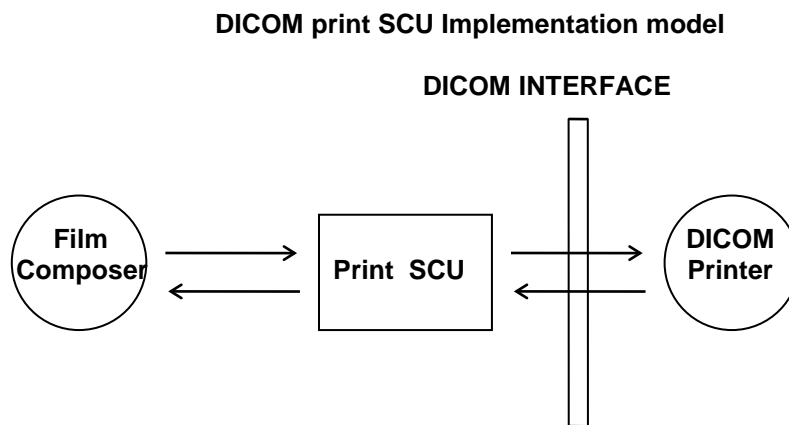 DICOM print SCU Implementation model
DICOM INTERFACE
Film
Composer
Print SCU
DICOM
Printer